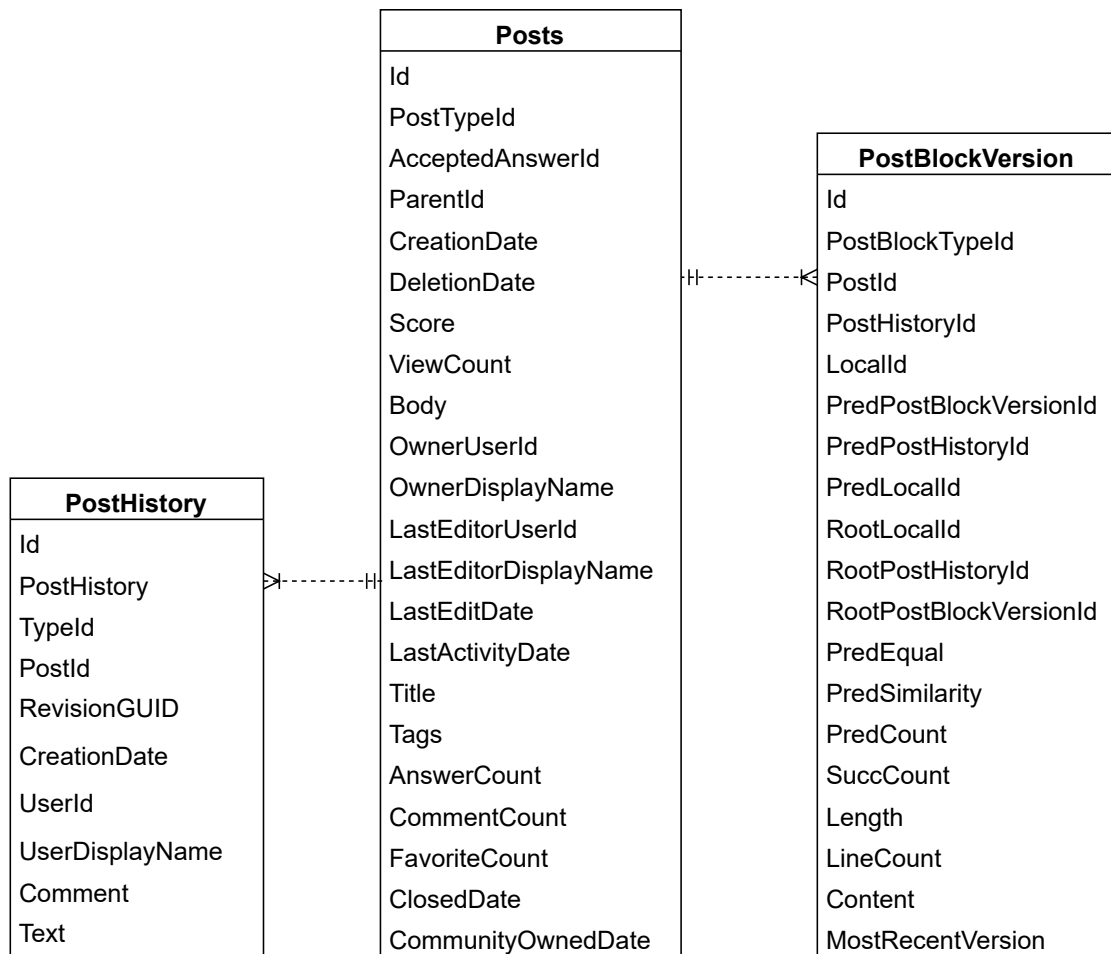 Posts
Id
PostTypeId
AcceptedAnswerId
ParentId
CreationDate
DeletionDate
Score
ViewCount
Body
OwnerUserId
OwnerDisplayName
LastEditorUserId
LastEditorDisplayName
LastEditDate
LastActivityDate
Title
Tags
AnswerCount
CommentCount
FavoriteCount
ClosedDate
CommunityOwnedDate
PostBlockVersion
Id
PostBlockTypeId
PostId
PostHistoryId
LocalId
PredPostBlockVersionId
PredPostHistoryId
PredLocalId
RootLocalId
RootPostHistoryId
RootPostBlockVersionId
PredEqual
PredSimilarity
PredCount
SuccCount
Length
LineCount
Content
MostRecentVersion
PostHistory
Id
PostHistory
TypeId
PostId
RevisionGUID
CreationDate
UserId
UserDisplayName
Comment
Text